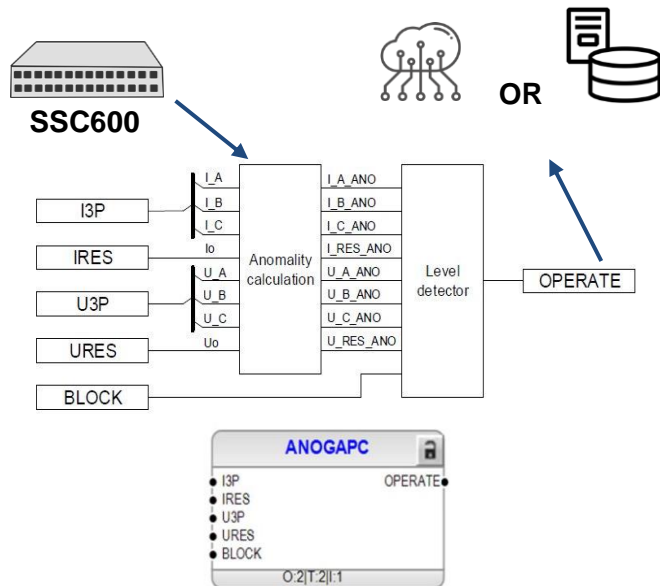 OR
SSC600
I_A
I_A_ANO
I3P
I_B
I_B_ANO
I_C
I_C_ANO
IRES
Io
Anomality
calculation
I_RES_ANO
U_A
U_A_ANO
Level
detector
OPERATE
U3P
U_B
U_B_ANO
U_C
U_C_ANO
URES
Uo
U_RES_ANO
BLOCK
ANOGAPC
I3P
OPERATE
IRES
U3P
URES
BLOCK
O:2|T:2|I:1